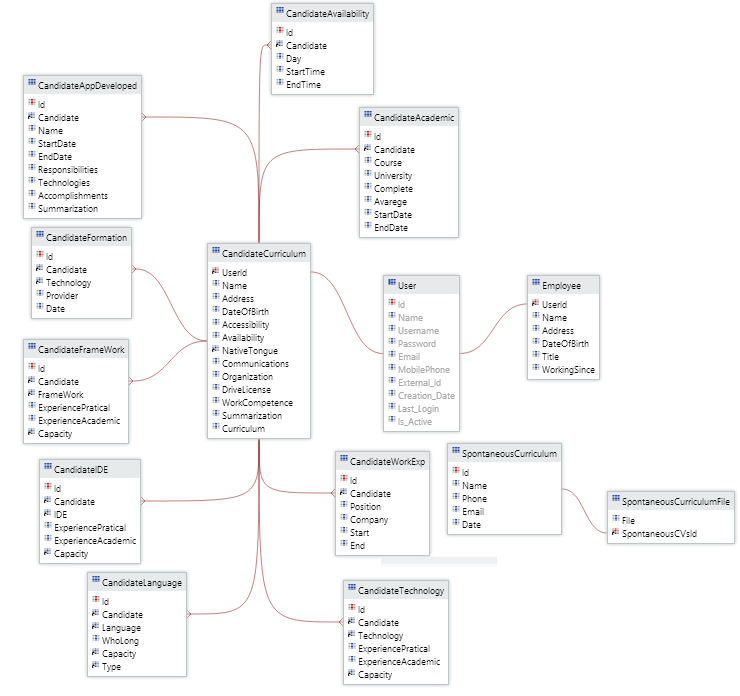 CandidateAvailability
Id
Candidate
Day
StartTime
EndTime
CandidateAppDeveloped
Id
Candidate
Name
StartDate
EndDate
Responsibilities
Technologies
Accomplishments
Summarization
CandidateAcademic
Id
Candidate
Course
University
Complete
Avarege
StartDate
EndDate
CandidateFormation
Id
Candidate
Technology
Provider
Date
CandidateCurriculum
UserId
Name
Address
DateOfBirth
Accessibility
Availability
NativeTongue
Communications
Organization
DriveLicense
WorkCompetence
Summarization
Curriculum
User
Id
Name
Username
Password
Email
MobilePhone
External_Id
Creation_Date
Last_Login
Is_Active
Employee
UserId
Name
Address
DateOfBirth
Title
WorkingSince
CandidateFrameWork
Id
Candidate
FrameWork
ExperiencePratical
ExperienceAcademic
Capacity
CandidateIDE
Id
Candidate
IDE
ExperiencePratical
ExperienceAcademic
Capacity
CandidateWorkExp
Id
Candidate
Position
Company
Start
End
SpontaneousCurriculum
Id
Name
Phone
Email
Date
SpontaneousCurriculumFile
File
SpontaneousCVsId
CandidateLanguage
Id
Candidate
Language
WhoLong
Capacity
Type
CandidateTechnology
Id
Candidate
Technology
ExperiencePratical
ExperienceAcademic
Capacity